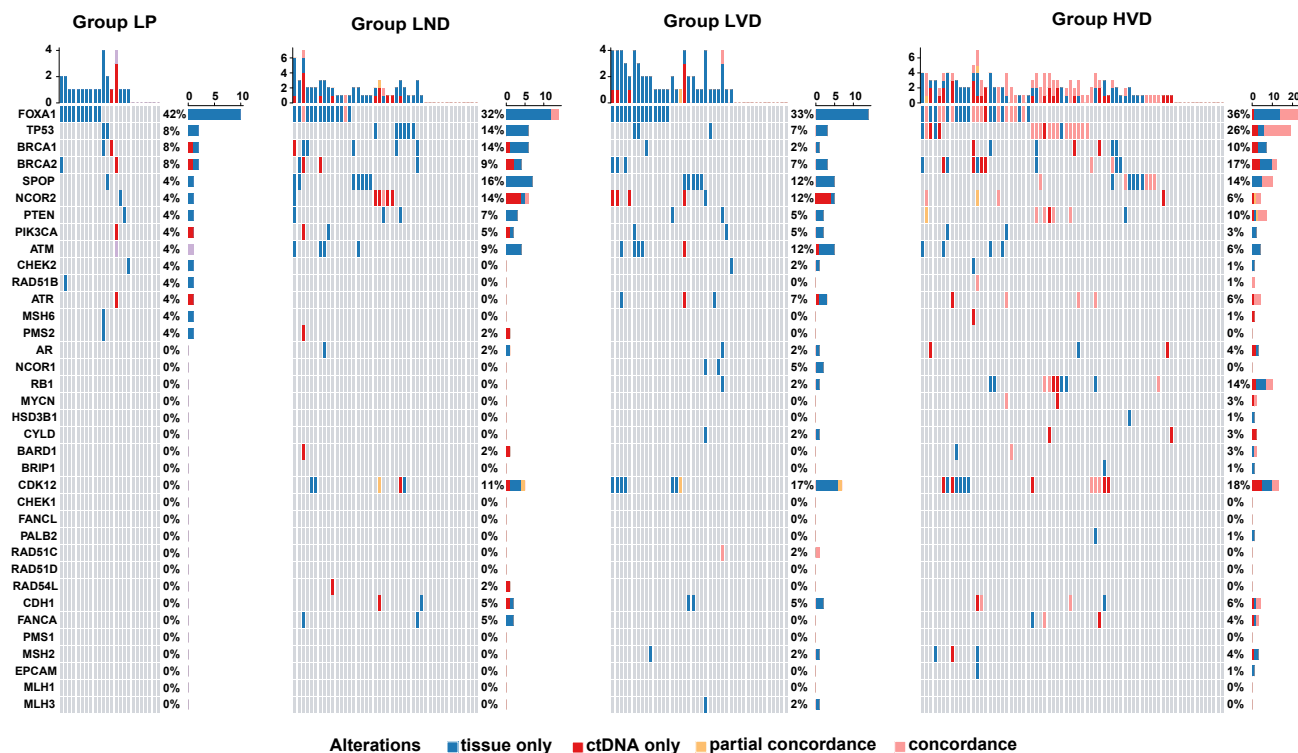 Group LP Group LND Group LVD Group HVD
4 6 4 6
2 4 2 4
0 2 0 2
0 0
0 5 10 0 5 10 0 5 10 0 10 20
FOXA1 42% 32% 33% 36%
TP53 8% 14% 7% 26%
BRCA1 8% 14% 2% 10%
BRCA2 8% 9% 7% 17%
SPOP 4% 16% 12% 14%
NCOR2 4% 14% 12% 6%
PTEN 4% 7% 5% 10%
PIK3CA 4% 5% 5% 3%
ATM 4% 9% 12% 6%
CHEK2 4% 0% 2% 1%
RAD51B 4% 0% 0% 1%
ATR 4% 0% 7% 6%
MSH6 4% 0% 0% 1%
PMS2 4% 2% 0% 0%
AR 0% 2% 2% 4%
NCOR1 0% 0% 5% 0%
RB1 0% 0% 2% 14%
MYCN 0% 0% 0% 3%
HSD3B1 0% 0% 0% 1%
CYLD 0% 0% 2% 3%
BARD1 0% 2% 0% 3%
BRIP1 0% 0% 0% 1%
CDK12 0% 11% 17% 18%
CHEK1 0% 0% 0% 0%
FANCL 0% 0% 0% 0%
PALB2 0% 0% 0% 1%
RAD51C 0% 0% 2% 0%
RAD51D 0% 0% 0% 0%
RAD54L 0% 2% 0% 0%
CDH1 0% 5% 5% 6%
FANCA 0% 5% 0% 4%
PMS1 0% 0% 0% 0%
MSH2 0% 0% 2% 4%
EPCAM 0% 0% 0% 1%
MLH1 0% 0% 0% 0%
MLH3 0% 0% 2% 0%
Alterations tissue only ctDNA only partial concordance concordance